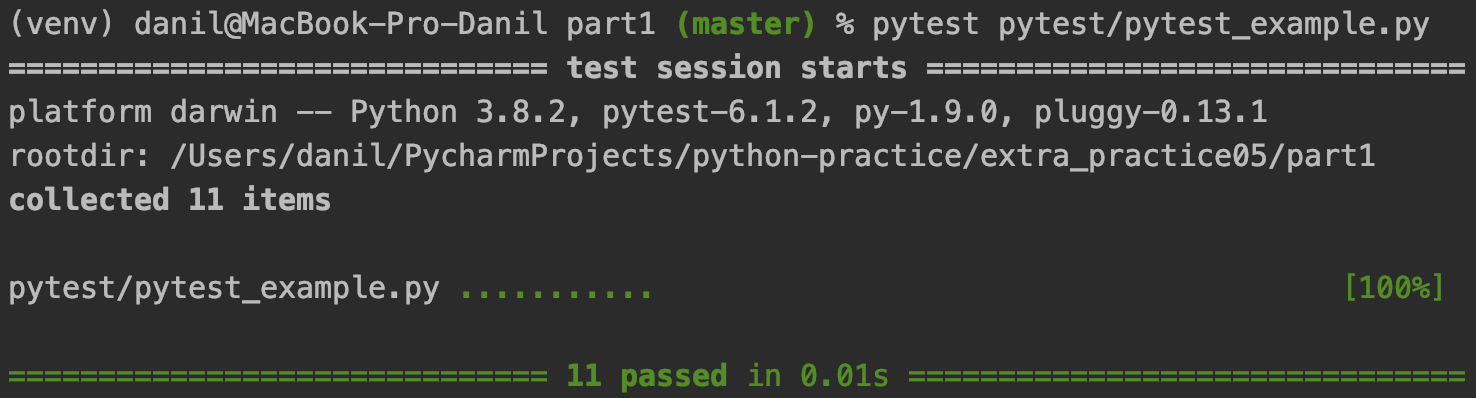 (venv) danil@MacBook-Pro-Danil part1 (master) % pytest pytest/pytest_example.py
============================== test session starts ==============================
platform darwin -- Python 3.8.2, pytest-6.1.2, py-1.9.0, pluggy-0.13.1
rootdir: /Users/danil/PycharmProjects/python-practice/extra_practice05/part1
collected 11 items
pytest/pytest_example.py ........... [100%]
============================== 11 passed in 0.01s ===============================